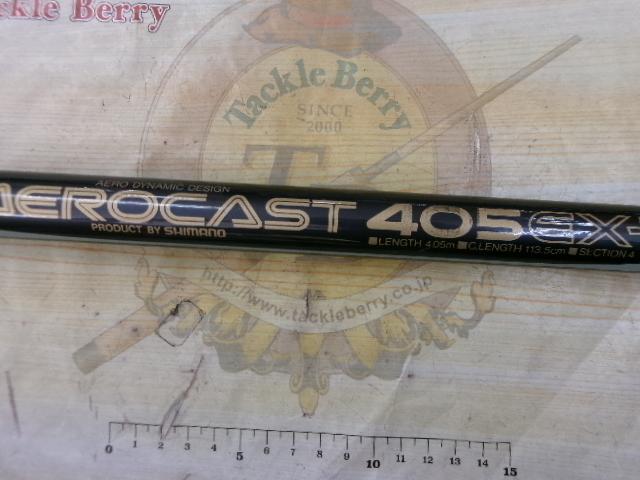 ckle Berry
Tackle Berry
SINCE
2000
AERO DYNAMIC DESIGN
AEROCAST 405EX-
PRODUCT BY SHIMANO
■LENGTH 4.05m ■C.LENGTH 113.5cm ■SECTION 4
http://www.tackleberry.co.jp
0 1 2 3 4 5 6 7 8 9 10 11 12 13 14 15